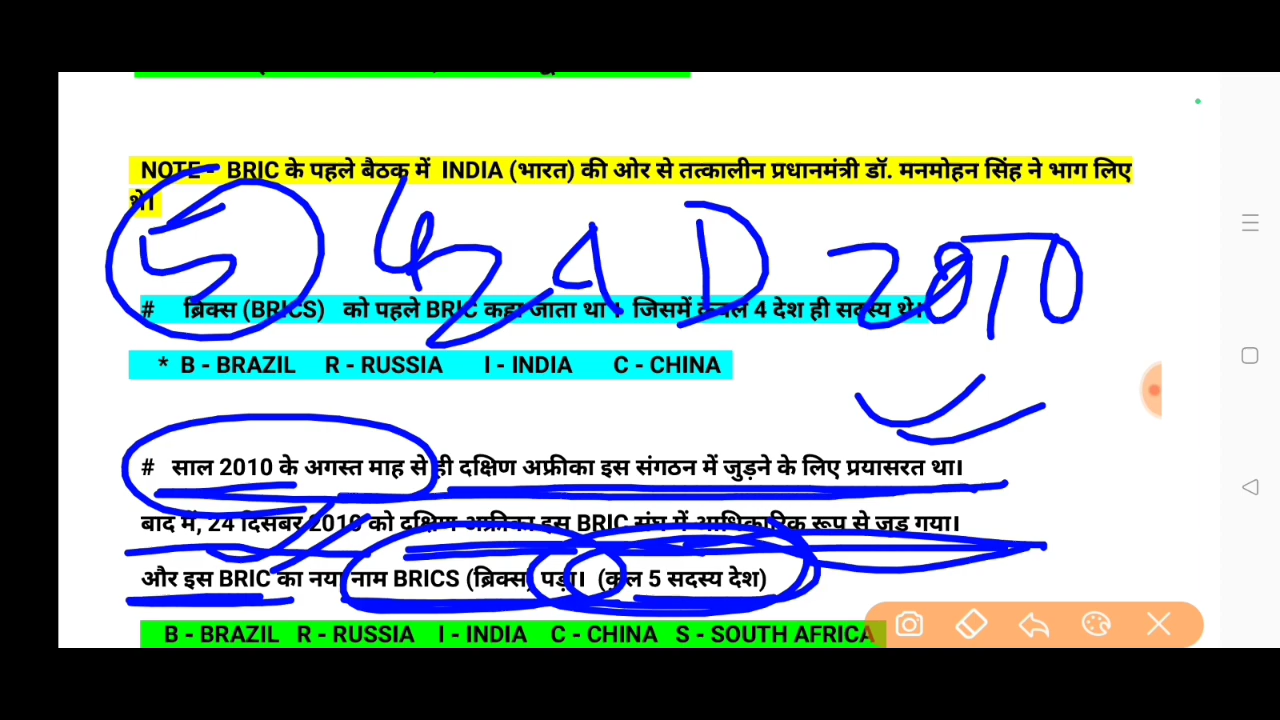 NOTE - BRIC के पहले बैठक में INDIA (भारत) की ओर से तत्कालीन प्रधानमंत्री डॉ. मनमोहन सिंह ने भाग लिए
थे।
5 24 D 2010
# ब्रिक्स (BRICS) को पहले BRIC कहा जाता था। जिसमें केवल 4 देश ही सदस्य थे।
* B - BRAZIL R - RUSSIA I - INDIA C - CHINA
# साल 2010 के अगस्त माह से ही दक्षिण अफ्रीका इस संगठन में जुड़ने के लिए प्रयासरत था।
बाद में, 24 दिसंबर 2010 को दक्षिण अफ्रीका इस BRIC संघ में आधिकारिक रूप से जुड़ गया।
और इस BRIC का नया नाम BRICS (ब्रिक्स) पड़ा। (कुल 5 सदस्य देश)
B - BRAZIL R - RUSSIA I - INDIA C - CHINA S - SOUTH AFRICA